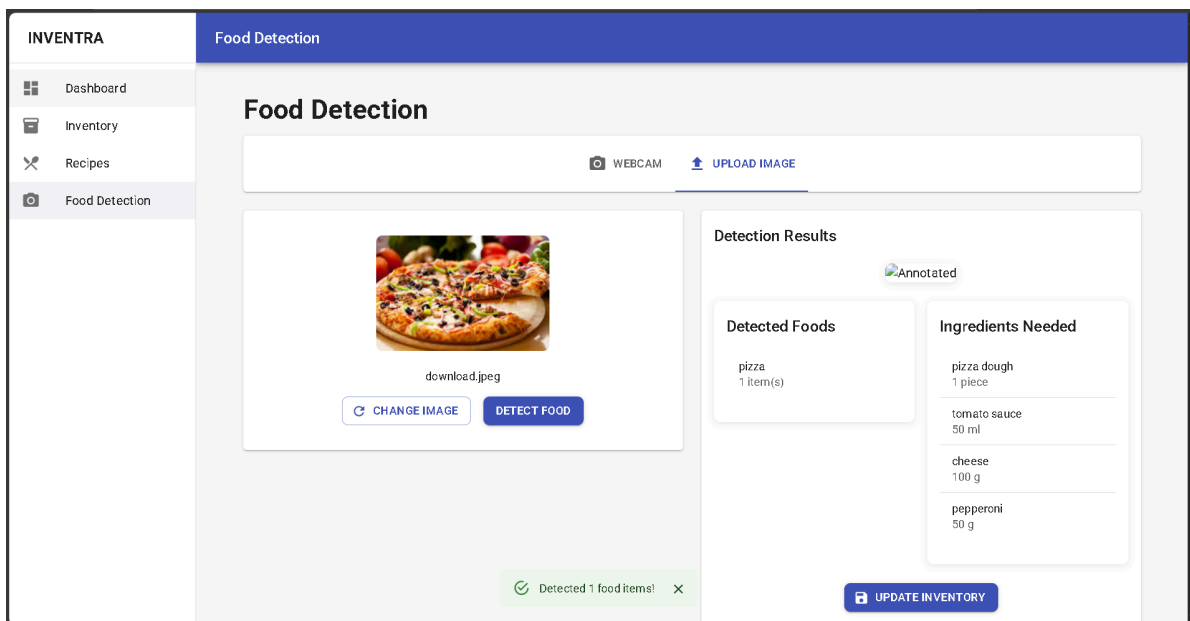 INVENTRA
Food Detection
Dashboard
Inventory
Recipes
Food Detection
Food Detection
WEBCAM
UPLOAD IMAGE
download.jpeg
CHANGE IMAGE
DETECT FOOD
Detection Results
Annotated
Detected Foods
pizza
1 item(s)
Ingredients Needed
pizza dough
1 piece
tomato sauce
50 ml
cheese
100 g
pepperoni
50 g
Detected 1 food items!
UPDATE INVENTORY